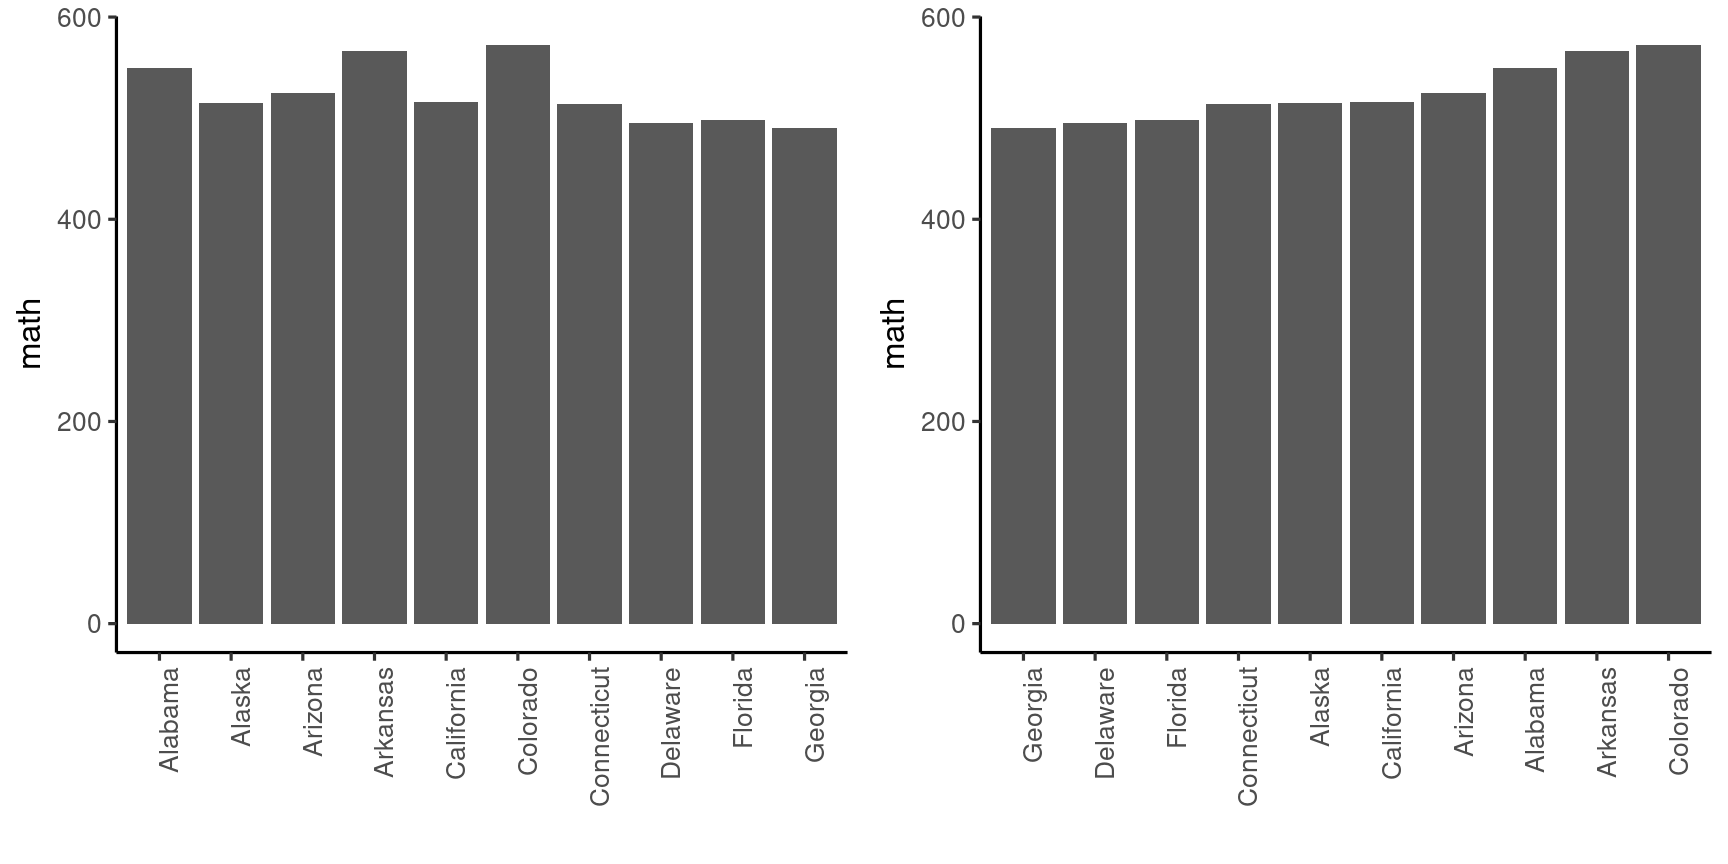 600
400
200
0
math
Alabama
Alaska
Arizona
Arkansas
California
Colorado
Connecticut
Delaware
Florida
Georgia
600
400
200
0
math
Georgia
Delaware
Florida
Connecticut
Alaska
California
Arizona
Alabama
Arkansas
Colorado